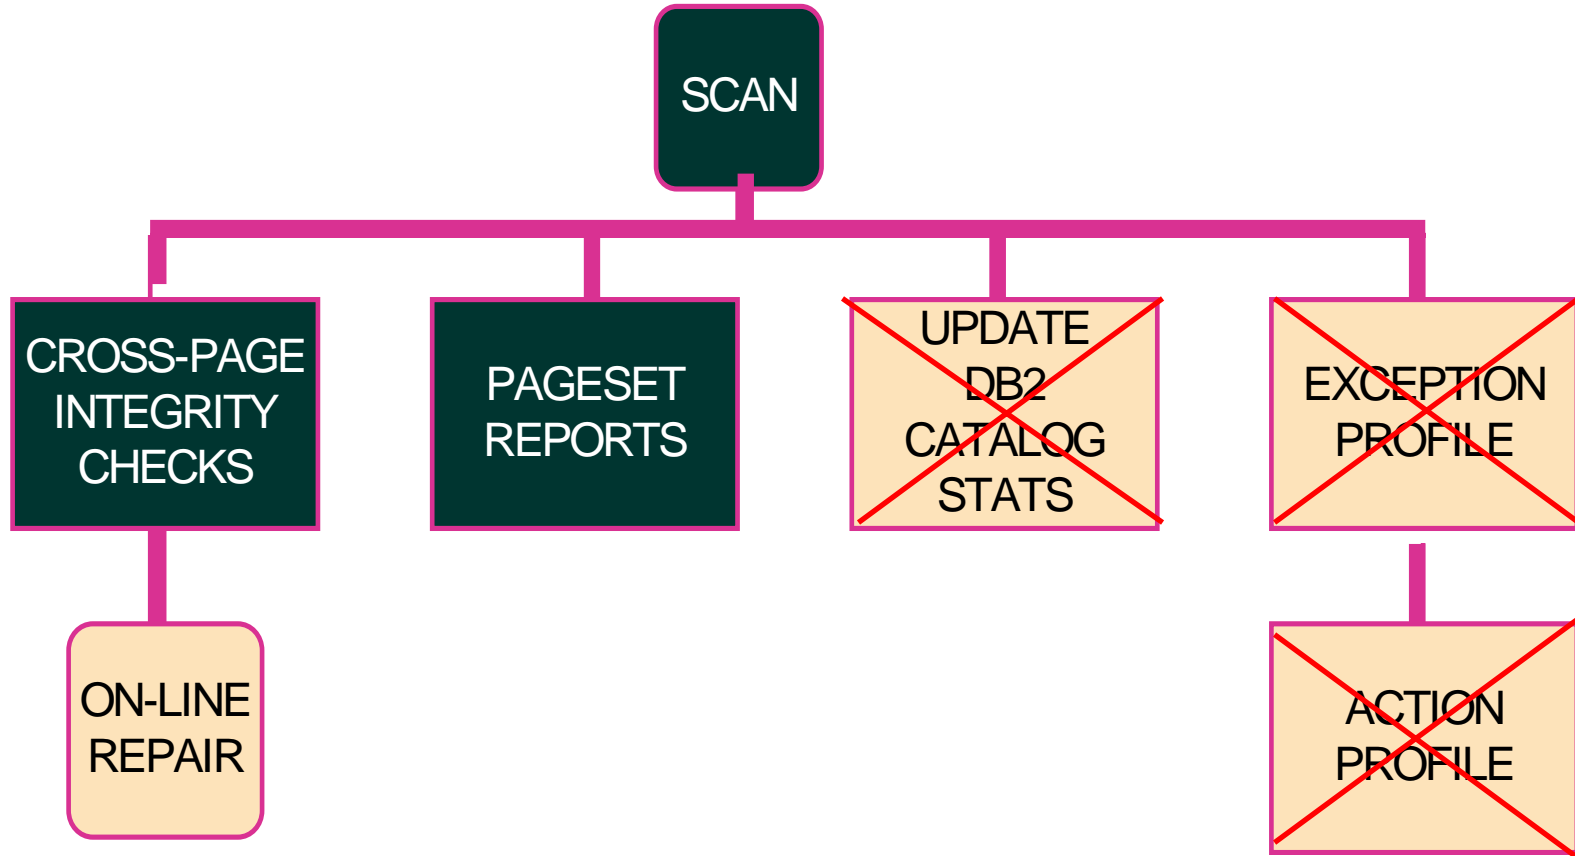 SCAN
CROSS-PAGE
INTEGRITY
CHECKS
PAGESET
REPORTS
UPDATE
DB2
CATALOG
STATS
EXCEPTION
PROFILE
ON-LINE
REPAIR
ACTION
PROFILE